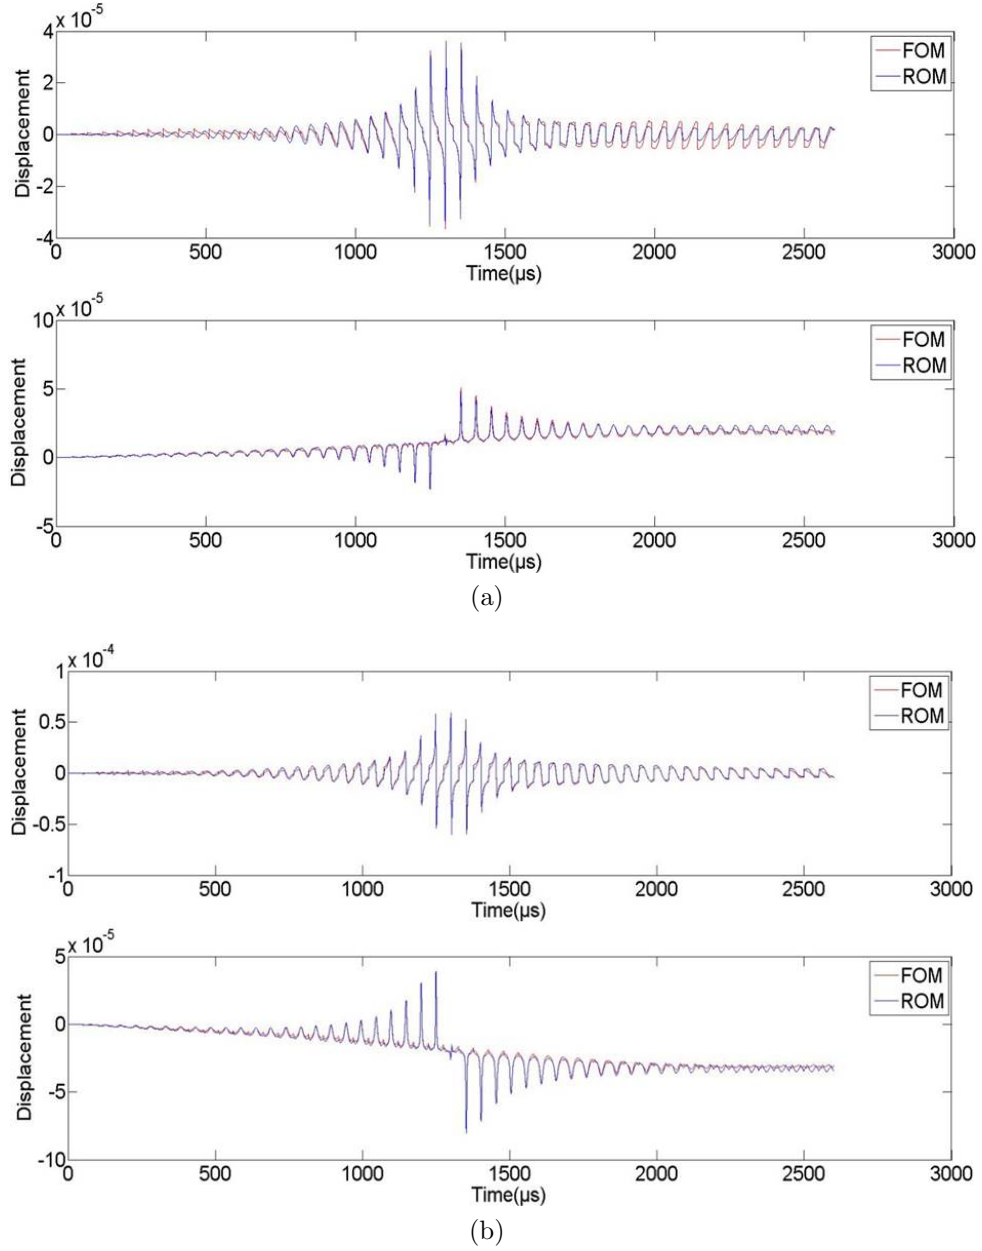 4 x 10^-5
2
0
-2
-4
Displacement
FOM
ROM
0 500 1000 1500 2000 2500 3000
Time(µs)
10 x 10^-5
5
0
-5
Displacement
FOM
ROM
0 500 1000 1500 2000 2500 3000
Time(µs)
(a)
1 x 10^-4
0.5
0
-0.5
-1
Displacement
FOM
ROM
0 500 1000 1500 2000 2500 3000
Time(µs)
5 x 10^-5
0
-5
-10
Displacement
FOM
ROM
0 500 1000 1500 2000 2500 3000
Time(µs)
(b)